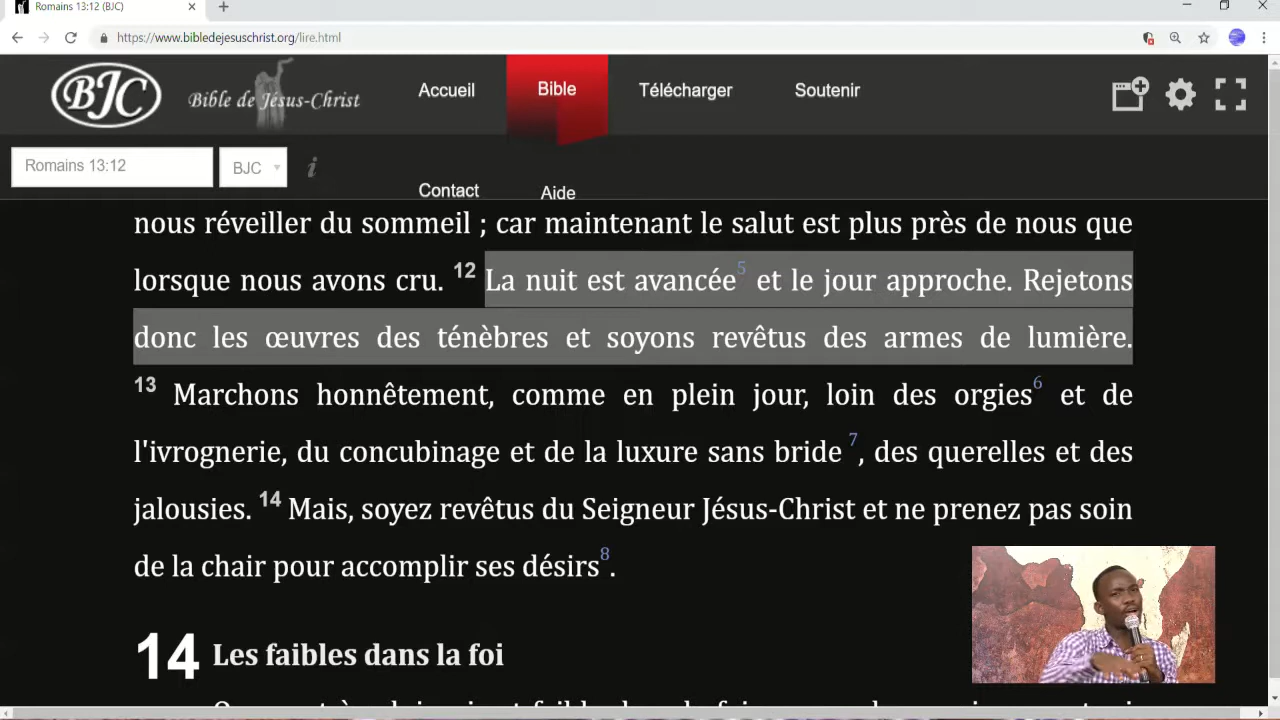 Romains 13:12 (BJC)
https://www.bibledejesuschrist.org/lire.html
BJC Bible de Jésus-Christ Accueil Bible Télécharger Soutenir
Romains 13:12 BJC i
Contact Aide
nous réveiller du sommeil ; car maintenant le salut est plus près de nous que
lorsque nous avons cru. 12 La nuit est avancée5 et le jour approche. Rejetons
donc les œuvres des ténèbres et soyons revêtus des armes de lumière.
13 Marchons honnêtement, comme en plein jour, loin des orgies6 et de
l'ivrognerie, du concubinage et de la luxure sans bride 7, des querelles et des
jalousies. 14 Mais, soyez revêtus du Seigneur Jésus-Christ et ne prenez pas soin
de la chair pour accomplir ses désirs8.
14 Les faibles dans la foi